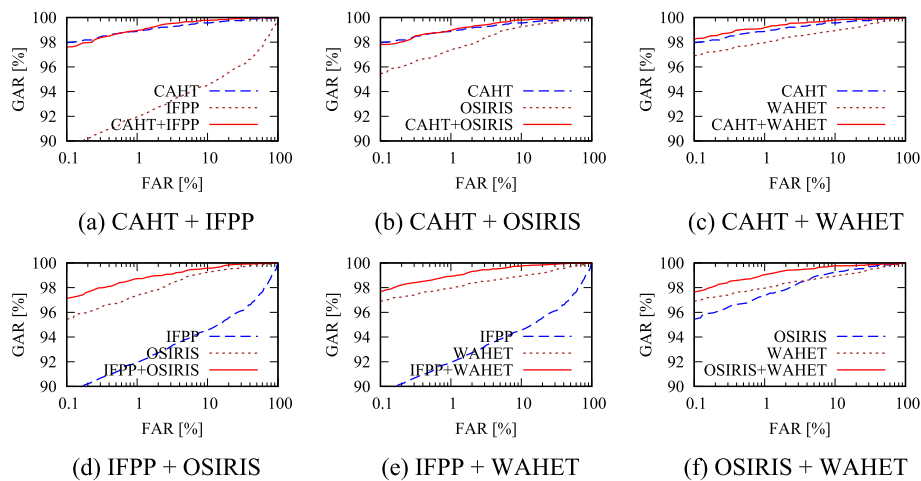 100
98
96
94
92
90
GAR [%]
CAHT
IFPP
CAHT+IFPP
0.1
1
10
100
FAR [%]
(a) CAHT + IFPP
100
98
96
94
92
90
GAR [%]
CAHT
OSIRIS
CAHT+OSIRIS
0.1
1
10
100
FAR [%]
(b) CAHT + OSIRIS
100
98
96
94
92
90
GAR [%]
CAHT
WAHET
CAHT+WAHET
0.1
1
10
100
FAR [%]
(c) CAHT + WAHET
100
98
96
94
92
90
GAR [%]
IFPP
OSIRIS
IFPP+OSIRIS
0.1
1
10
100
FAR [%]
(d) IFPP + OSIRIS
100
98
96
94
92
90
GAR [%]
IFPP
WAHET
IFPP+WAHET
0.1
1
10
100
FAR [%]
(e) IFPP + WAHET
100
98
96
94
92
90
GAR [%]
OSIRIS
WAHET
OSIRIS+WAHET
0.1
1
10
100
FAR [%]
(f) OSIRIS + WAHET